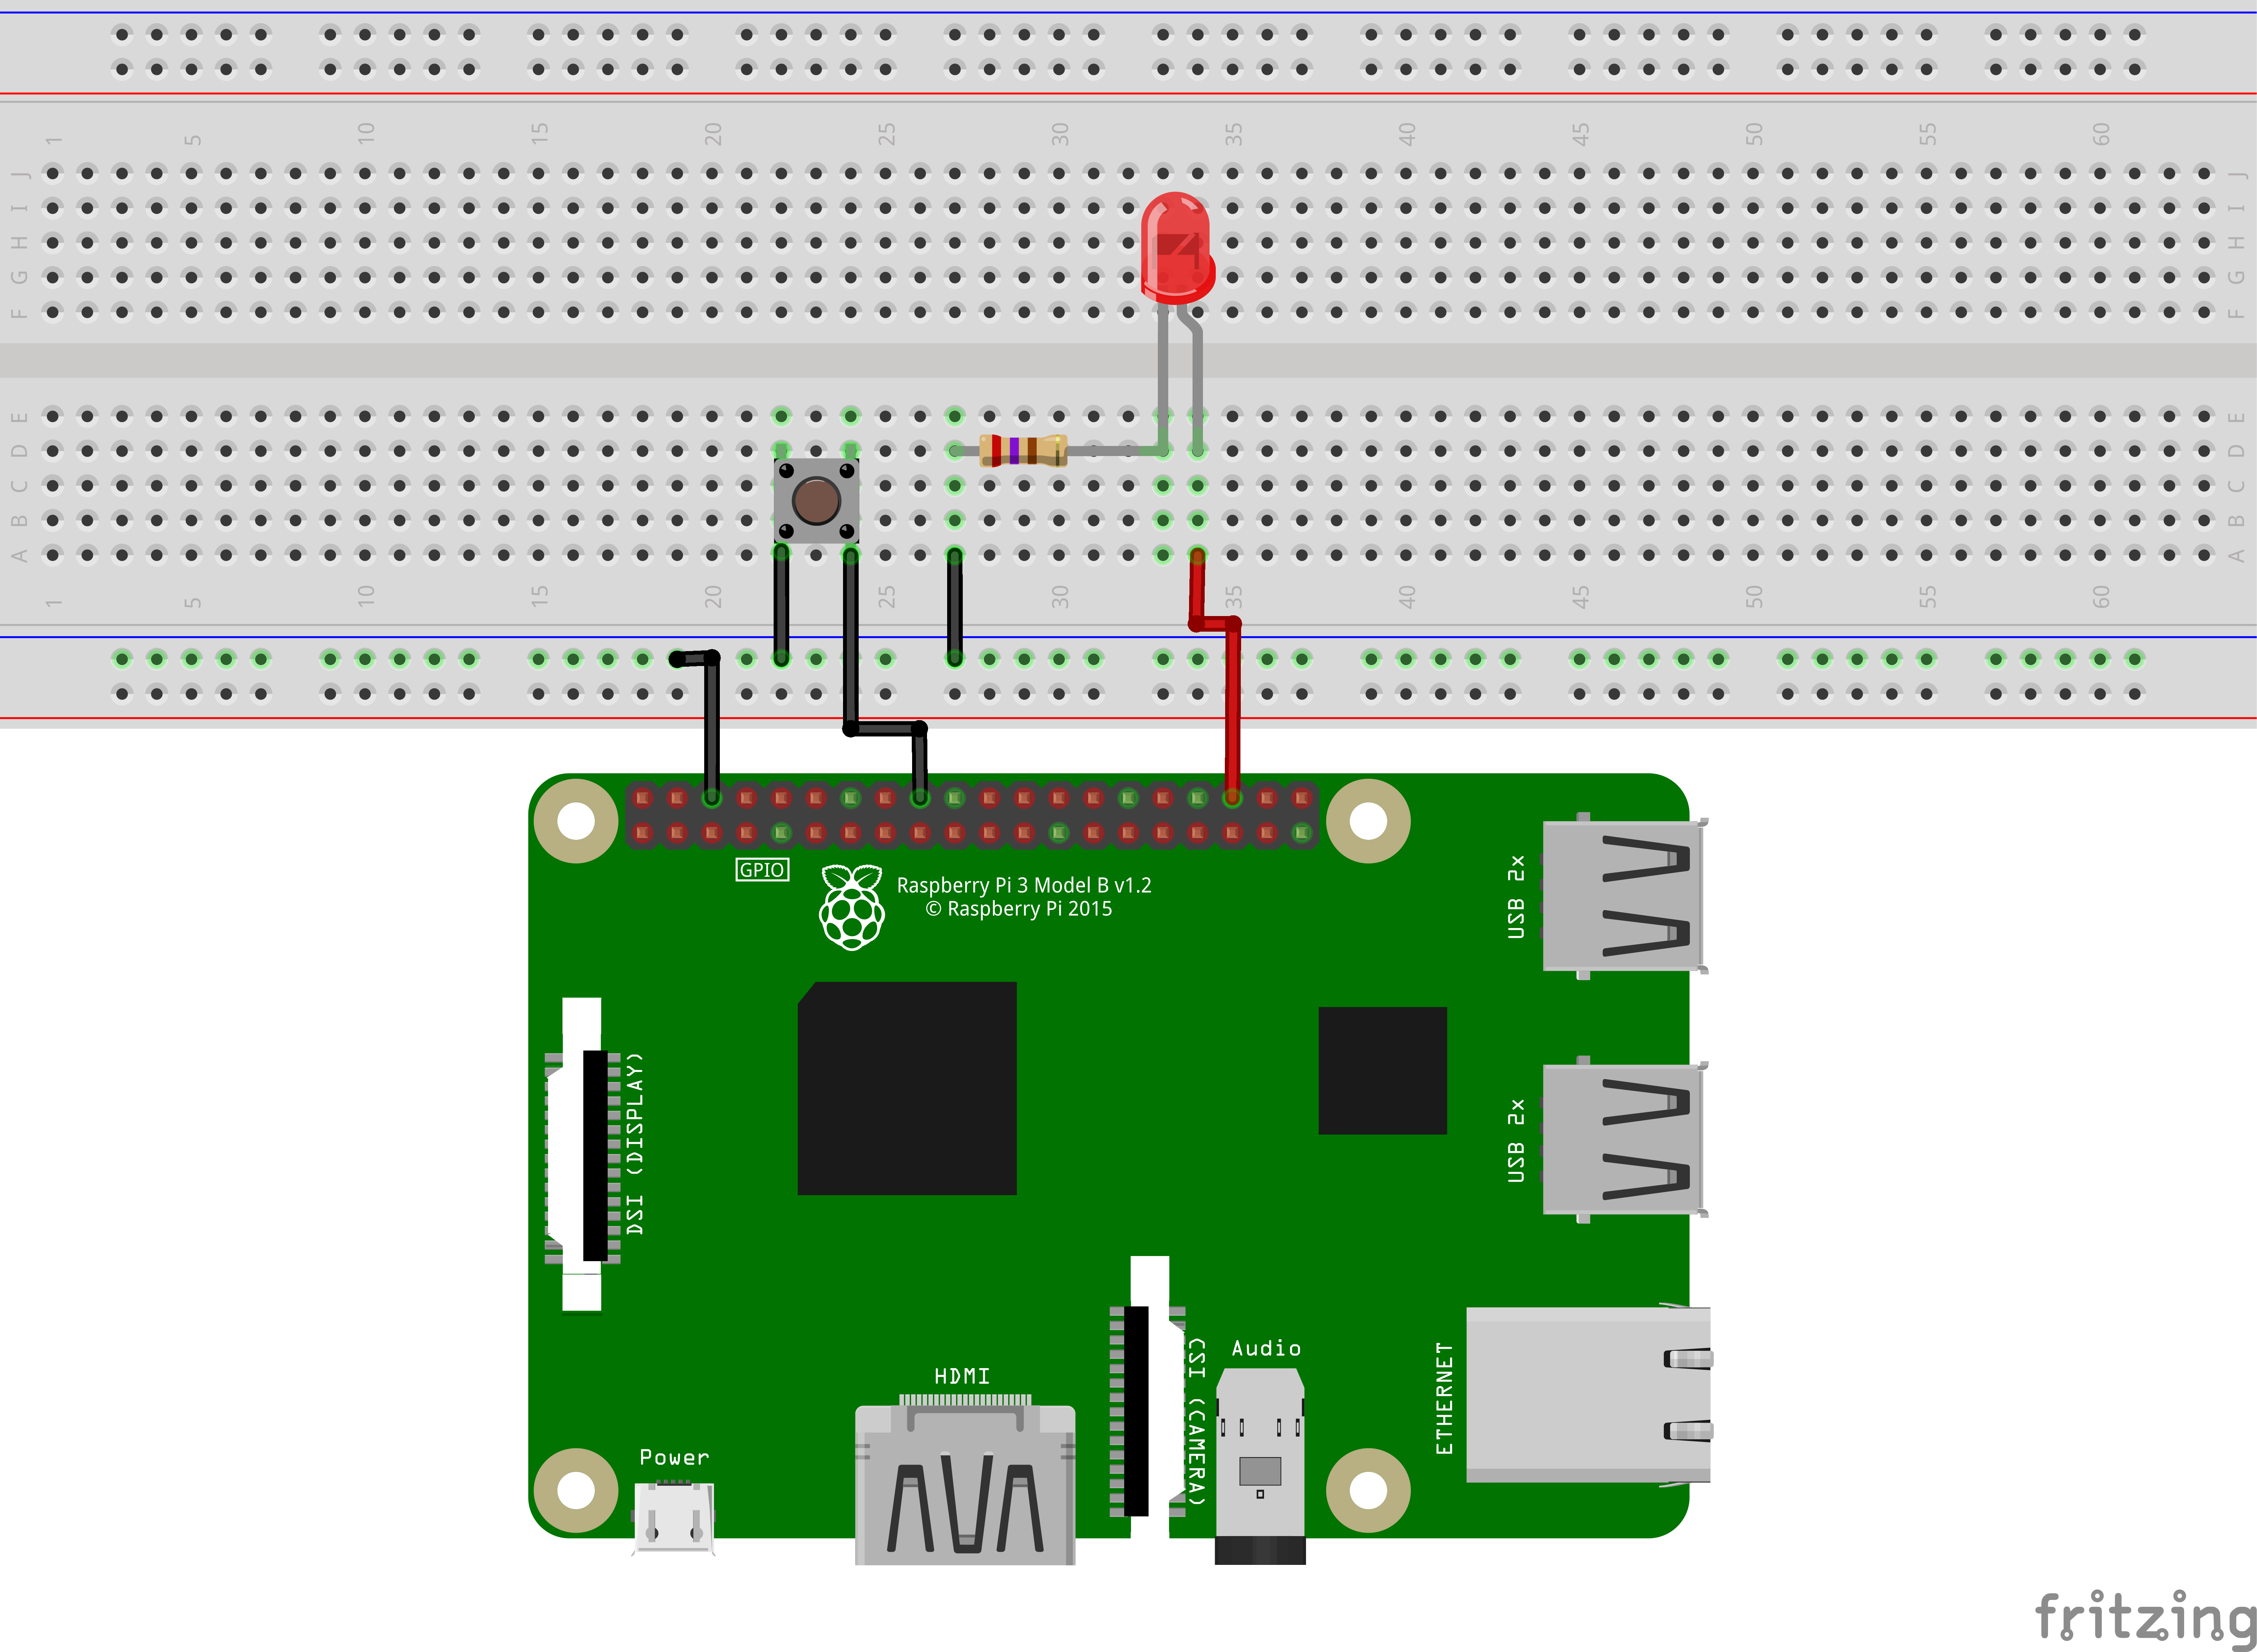 1 5 10 15 20 25 30 35 40 45 50 55 60
J J
I I
H H
G G
F F
E E
D D
C C
B B
A A
1 5 10 15 20 25 30 35 40 45 50 55 60
GPIO
Raspberry Pi 3 Model B v1.2
© Raspberry Pi 2015
USB 2x
DSI (DISPLAY)
USB 2x
HDMI
CSI (CAMERA)
Audio
ETHERNET
Power
fritzing